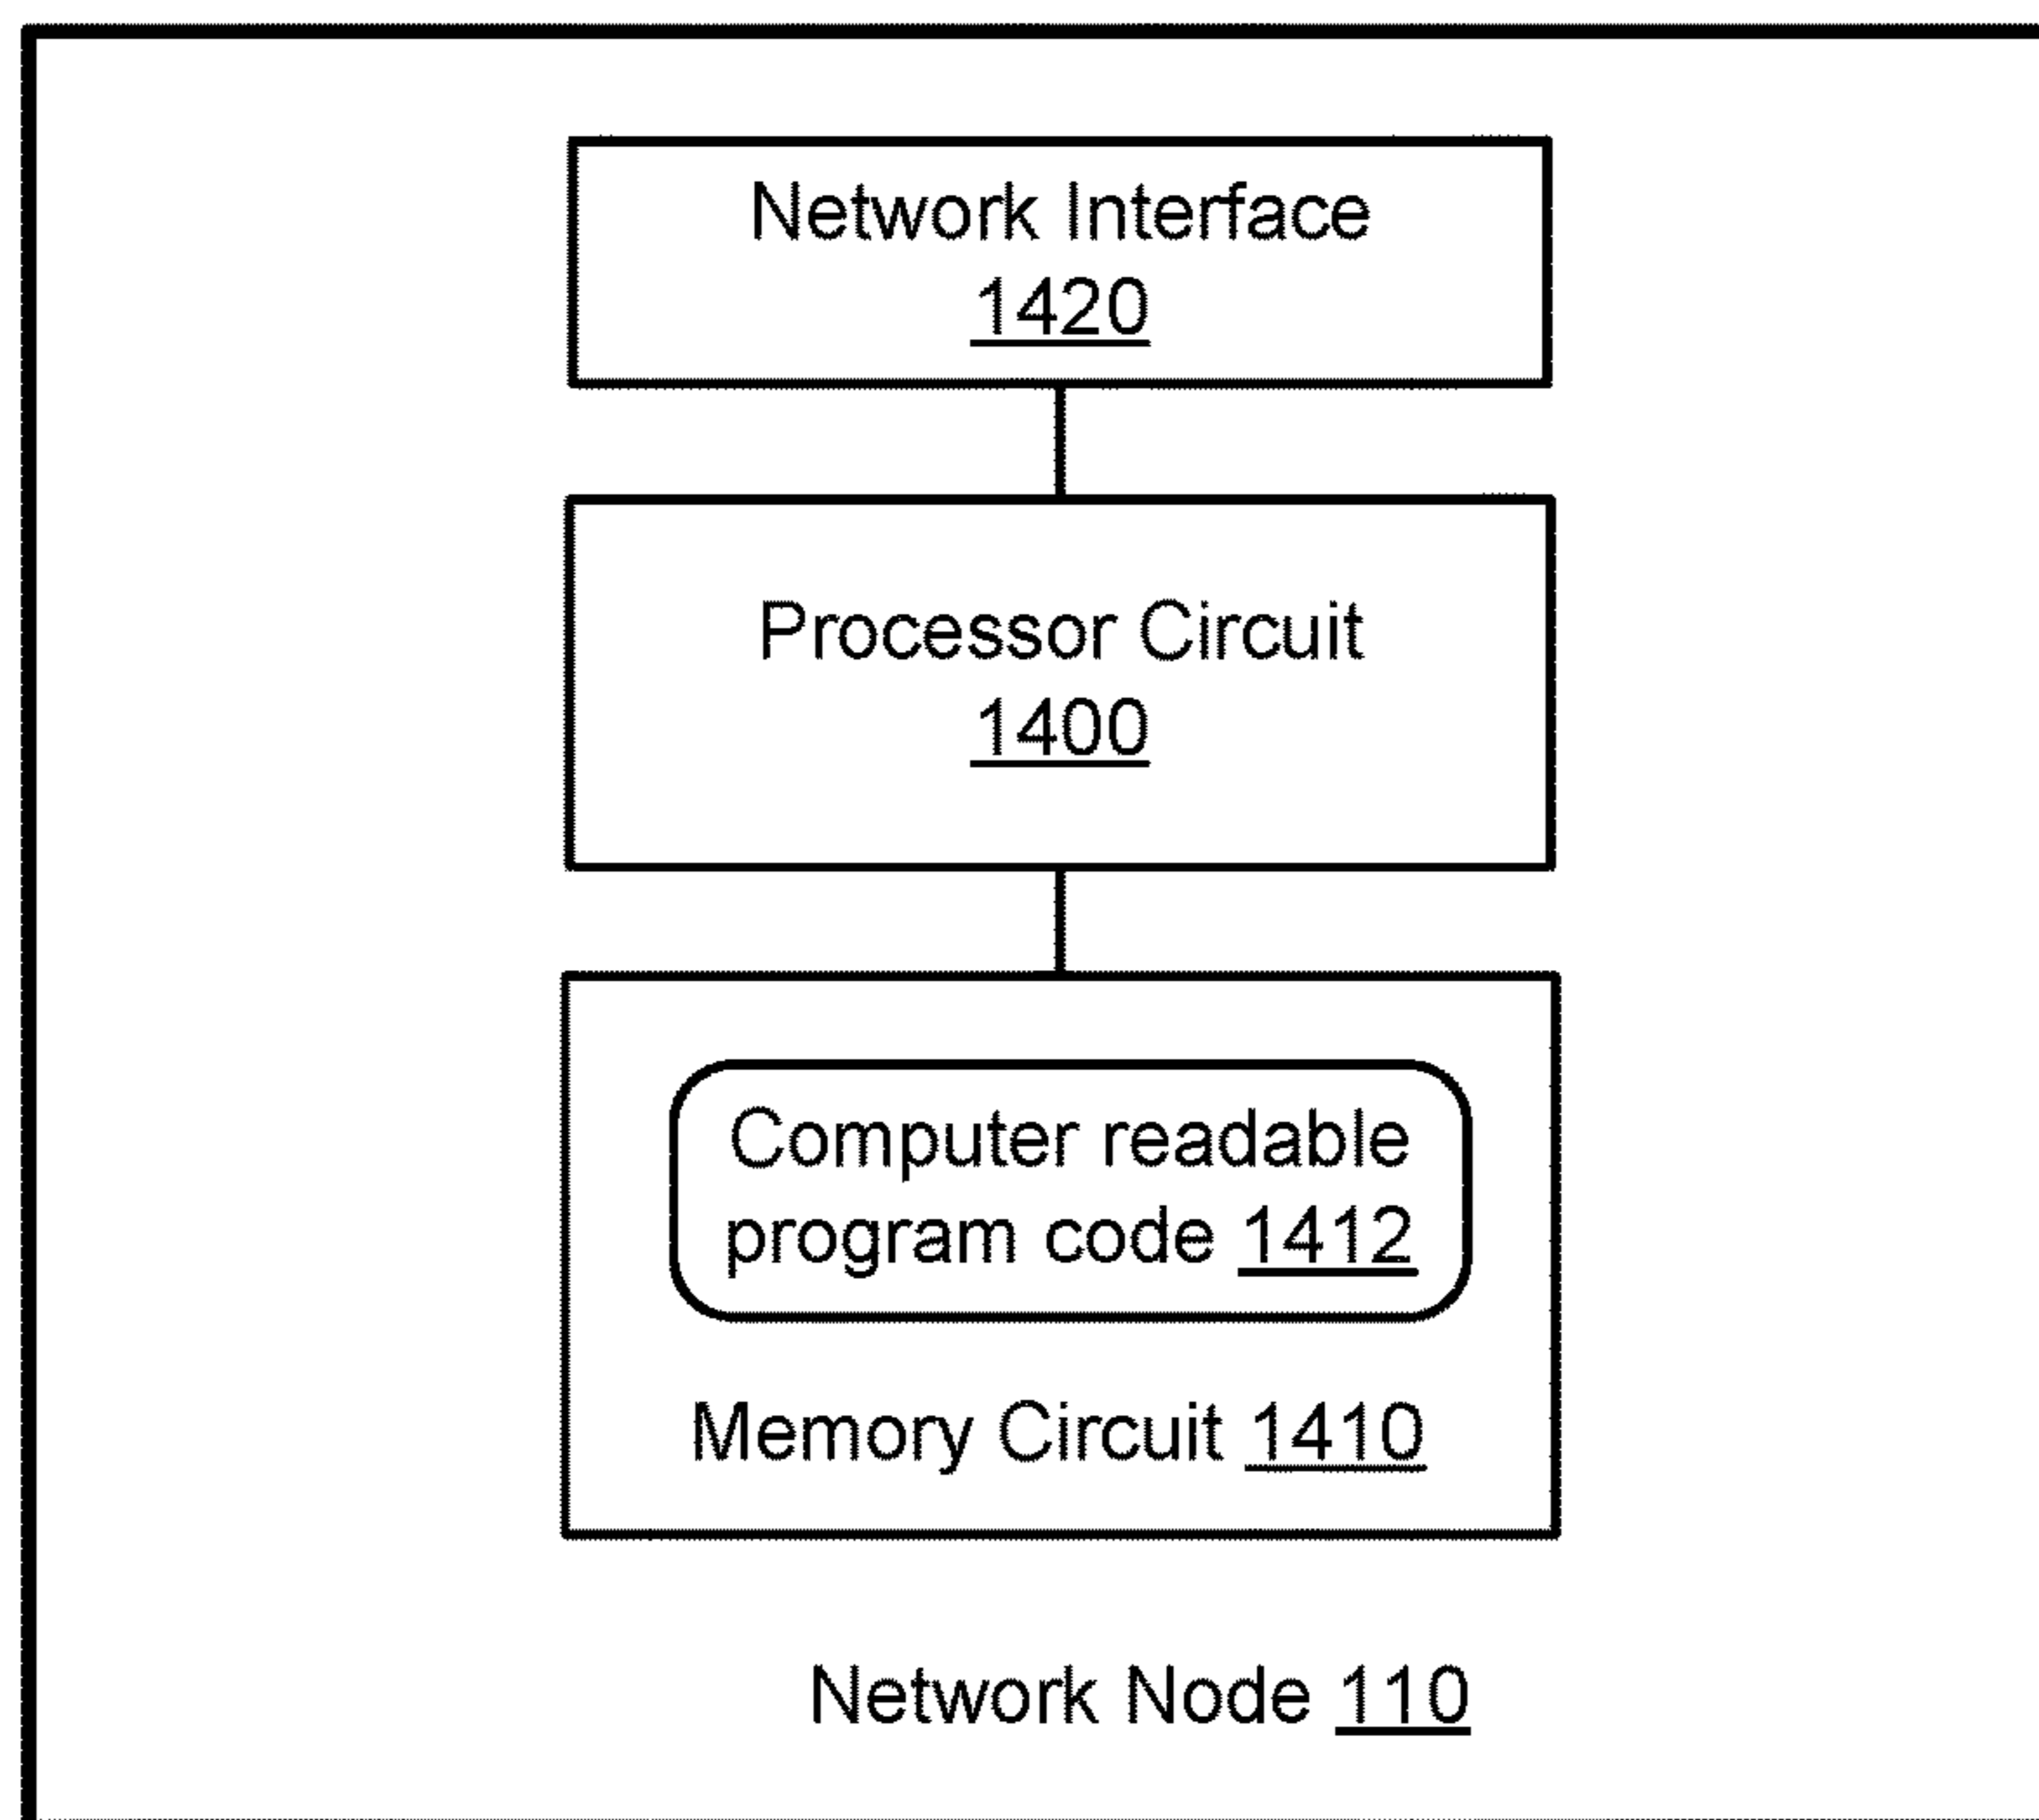 Network Interface
1420
Processor Circuit
1400
Computer readable
program code 1412
Memory Circuit 1410
Network Node 110